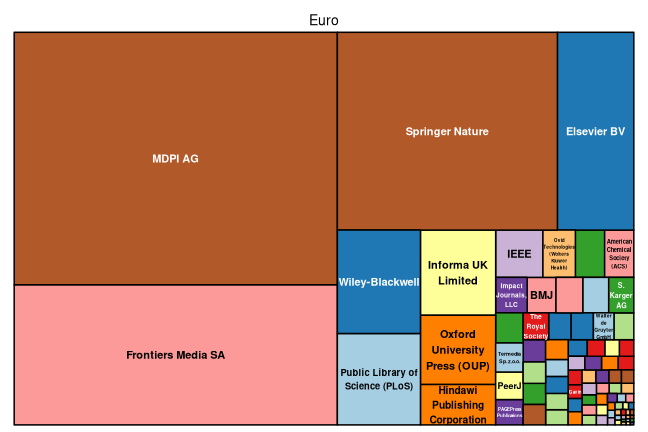 Euro
MDPI AG
Springer Nature
Elsevier BV
Frontiers Media SA
Wiley-Blackwell
Public Library of
Science (PLoS)
Informa UK
Limited
Oxford
University
Press (OUP)
Hindawi
Publishing
Corporation
IEEE
Ovid
Technologies
(Wolters
Kluwer
Health)
American
Chemical
Society
(ACS)
Impact
Journals,
LLC
BMJ
S.
Karger
AG
The
Royal
Society
Walter
de
Gruyter
GmbH
Termedia
Sp.z.o.o.
PeerJ
PAGEPress
Publications